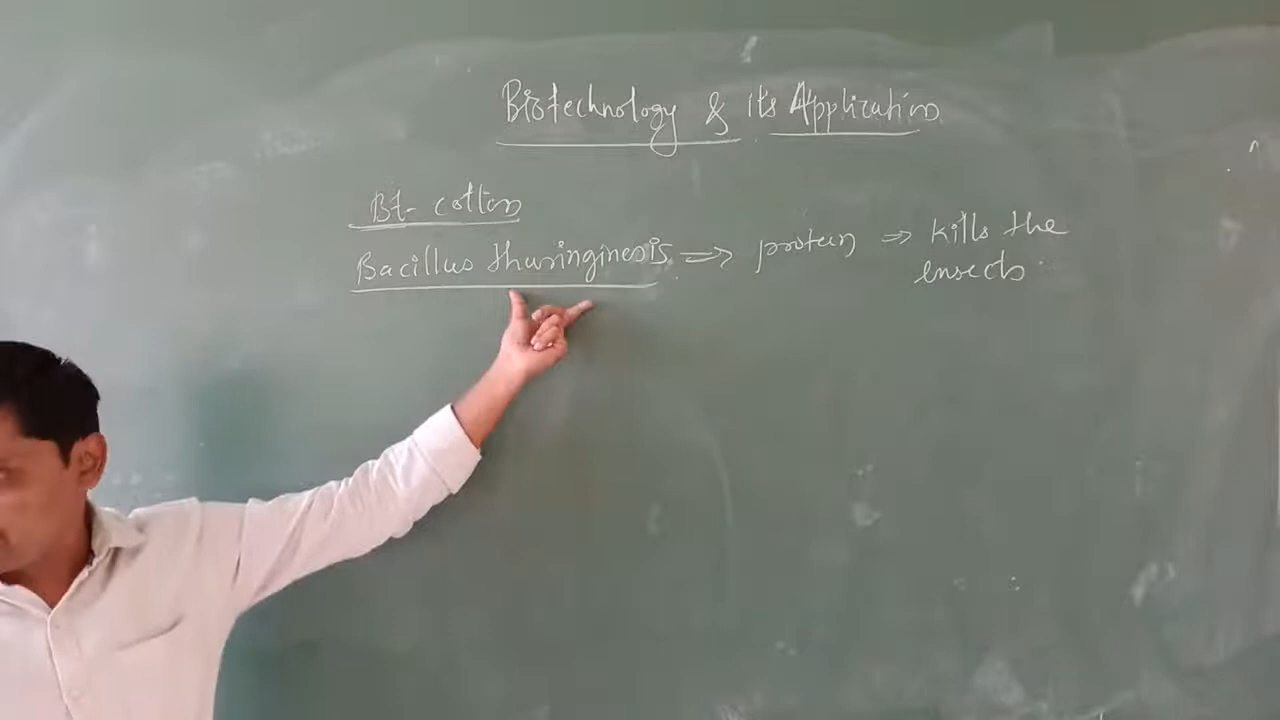 Biotechnology & its Application
Bt- cotton
Bacillus thuringinesis => protein => kills the
insects